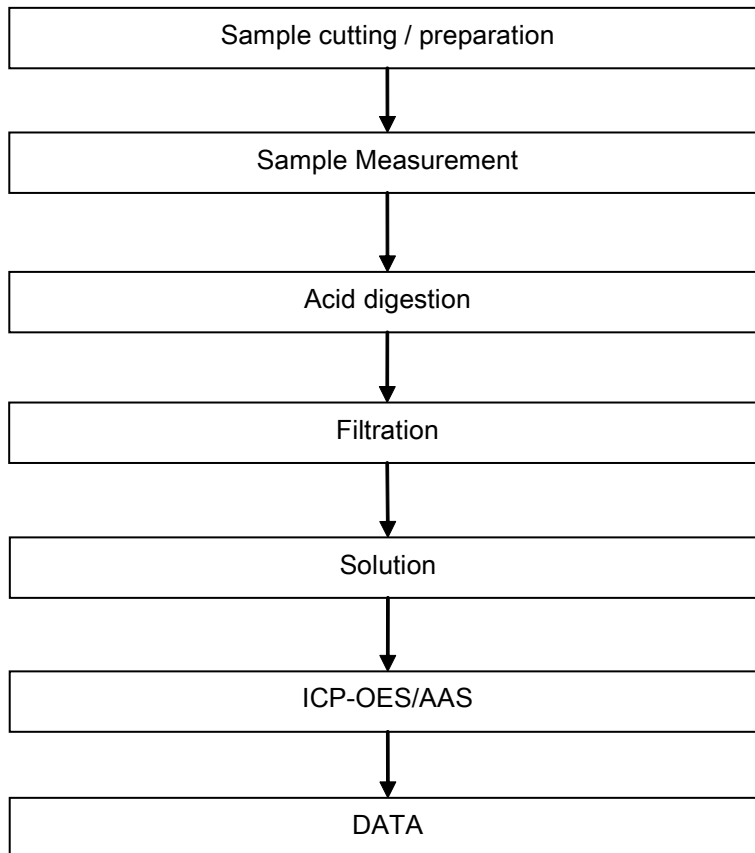 Sample cutting / preparation
Sample Measurement
Acid digestion
Filtration
Solution
ICP-OES/AAS
DATA